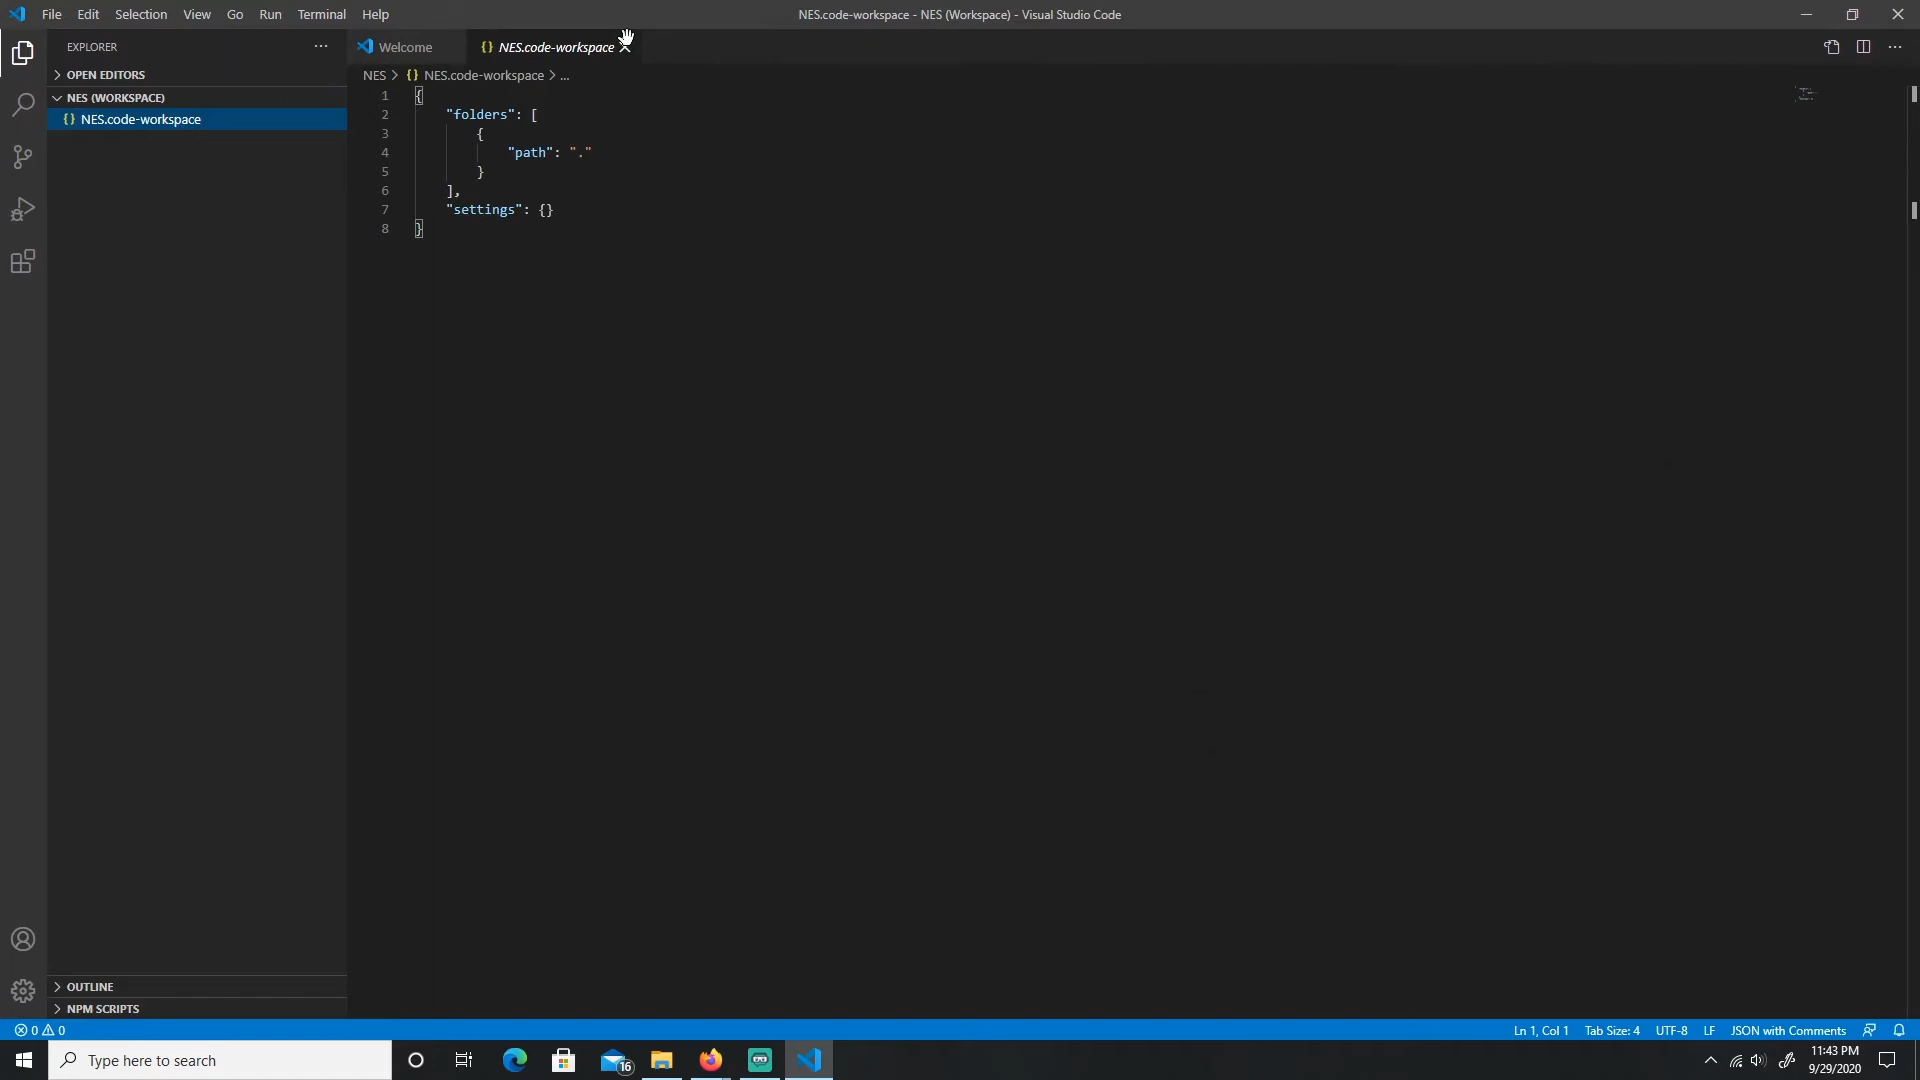 File Edit Selection View Go Run Terminal Help
NES.code-workspace - NES (Workspace) - Visual Studio Code
EXPLORER ...
Welcome
{} NES.code-workspace
OPEN EDITORS
NES > {} NES.code-workspace > ...
NES (WORKSPACE)
{} NES.code-workspace
1 {
2 "folders": [
3 {
4 "path": "."
5 }
6 ],
7 "settings": {}
8 }
OUTLINE
NPM SCRIPTS
0 0
Ln 1, Col 1 Tab Size: 4 UTF-8 LF JSON with Comments
Type here to search
16
11:43 PM
9/29/2020